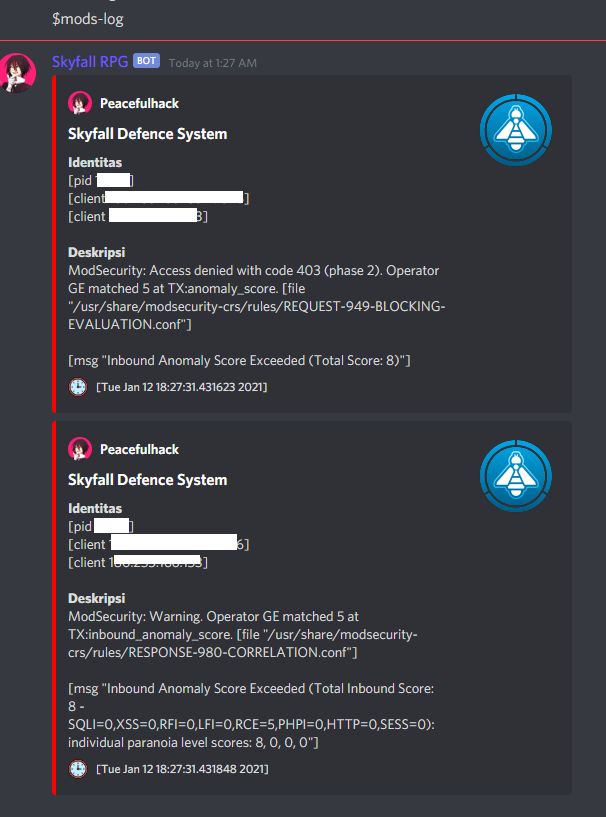 $mods-log
Skyfall RPG BOT Today at 1:27 AM
Peacefulhack
Skyfall Defence System
Identitas
[pid ]
[client ]
[client 3]
Deskripsi
ModSecurity: Access denied with code 403 (phase 2). Operator
GE matched 5 at TX:anomaly_score. [file
"/usr/share/modsecurity-crs/rules/REQUEST-949-BLOCKING-
EVALUATION.conf"]
[msg "Inbound Anomaly Score Exceeded (Total Score: 8)"]
[Tue Jan 12 18:27:31.431623 2021]
Peacefulhack
Skyfall Defence System
Identitas
[pid ]
[client 6]
[client ]
Deskripsi
ModSecurity: Warning. Operator GE matched 5 at
TX:inbound_anomaly_score. [file "/usr/share/modsecurity-
crs/rules/RESPONSE-980-CORRELATION.conf"]
[msg "Inbound Anomaly Score Exceeded (Total Inbound Score:
8 -
SQLI=0,XSS=0,RFI=0,LFI=0,RCE=5,PHPI=0,HTTP=0,SESS=0):
individual paranoia level scores: 8, 0, 0, 0"]
[Tue Jan 12 18:27:31.431848 2021]